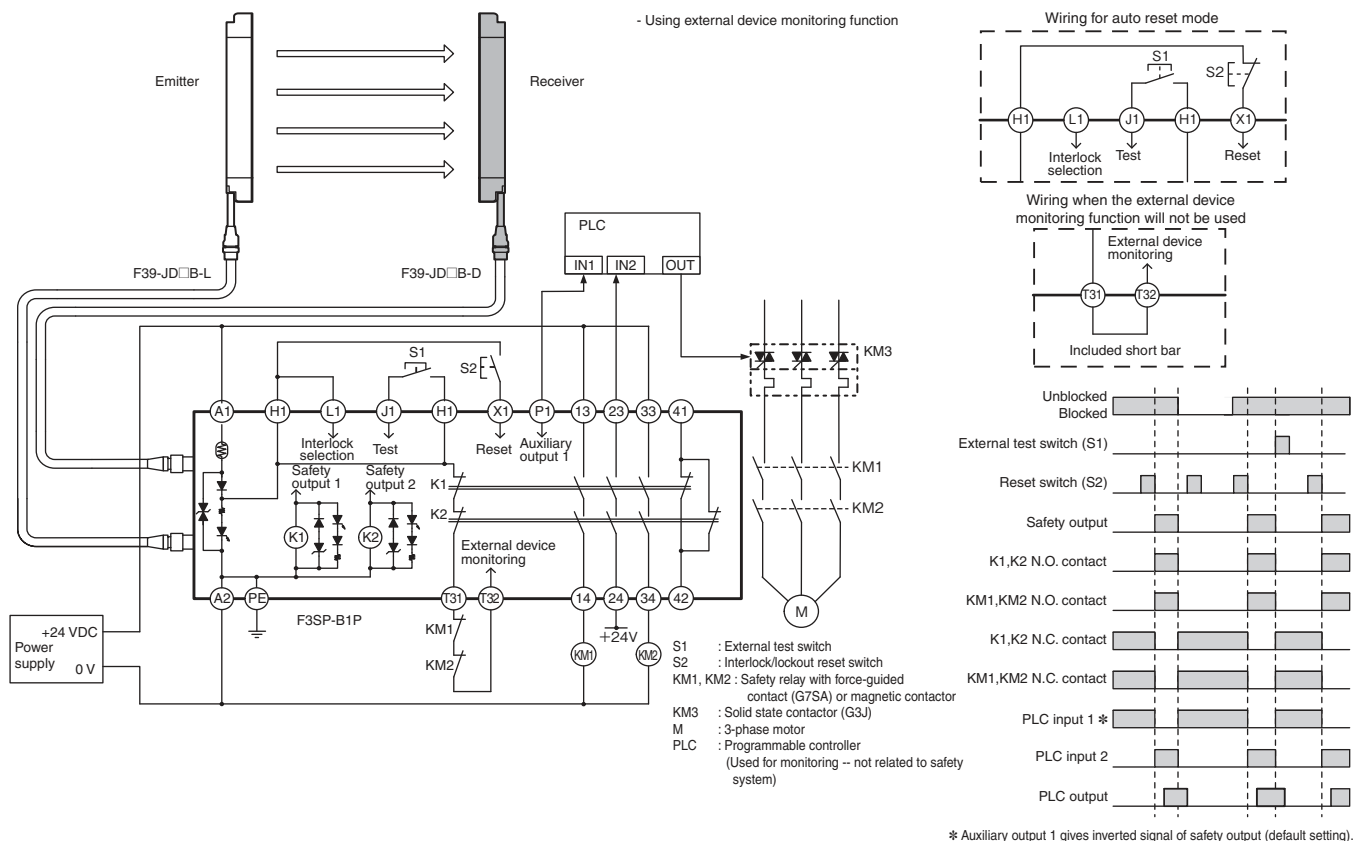 - Using external device monitoring function
Emitter
Receiver
F39-JD□B-L
F39-JD□B-D
PLC
IN1 IN2 OUT
KM3
S1
S2
A1 H1 L1 J1 H1 X1 P1 13 23 33 41
Interlock
selection
Test
Reset
Auxiliary
output 1
Safety
output 1
Safety
output 2
K1
K2
K1
K2
External device
monitoring
KM1
KM2
A2 PE T31 T32 14 24 34 42
F3SP-B1P
+24V
M
KM1
KM2
KM1
KM2
+24 VDC
Power
supply
0 V
S1 : External test switch
S2 : Interlock/lockout reset switch
KM1, KM2 : Safety relay with force-guided
contact (G7SA) or magnetic contactor
KM3 : Solid state contactor (G3J)
M : 3-phase motor
PLC : Programmable controller
(Used for monitoring -- not related to safety
system)
Wiring for auto reset mode
S1
S2
H1 L1 J1 H1 X1
Interlock
selection
Test
Reset
Wiring when the external device
monitoring function will not be used
External device
monitoring
T31 T32
Included short bar
Unblocked
Blocked
External test switch (S1)
Reset switch (S2)
Safety output
K1,K2 N.O. contact
KM1,KM2 N.O. contact
K1,K2 N.C. contact
KM1,KM2 N.C. contact
PLC input 1 ✻
PLC input 2
PLC output
✻ Auxiliary output 1 gives inverted signal of safety output (default setting).